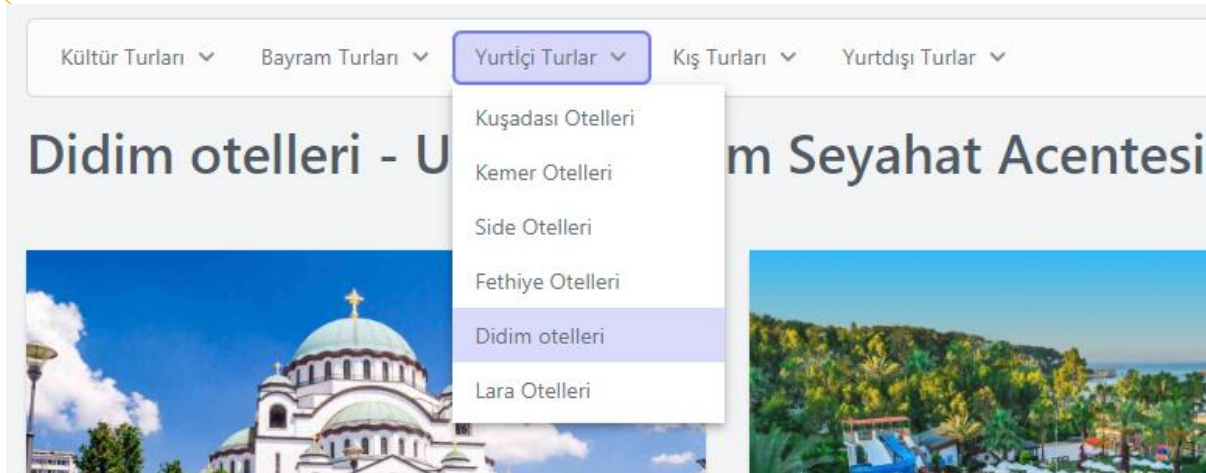 Kültür Turları Bayram Turları Yurtİçi Turlar Kış Turları Yurtdışı Turlar
Kuşadası Otelleri
Didim otelleri - U m Seyahat Acentesi
Kemer Otelleri
Side Otelleri
Fethiye Otelleri
Didim otelleri
Lara Otelleri